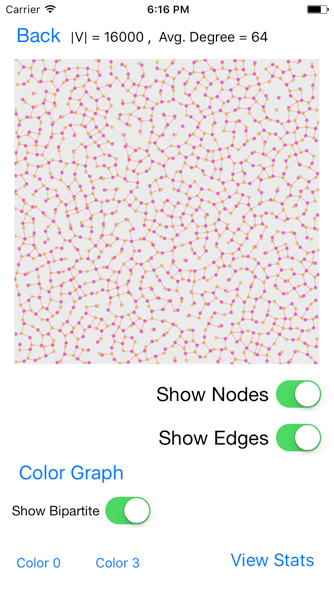 Carrier 6:16 PM
Back |V| = 16000 , Avg. Degree = 64
Show Nodes
Show Edges
Color Graph
Show Bipartite
Color 0 Color 3 View Stats